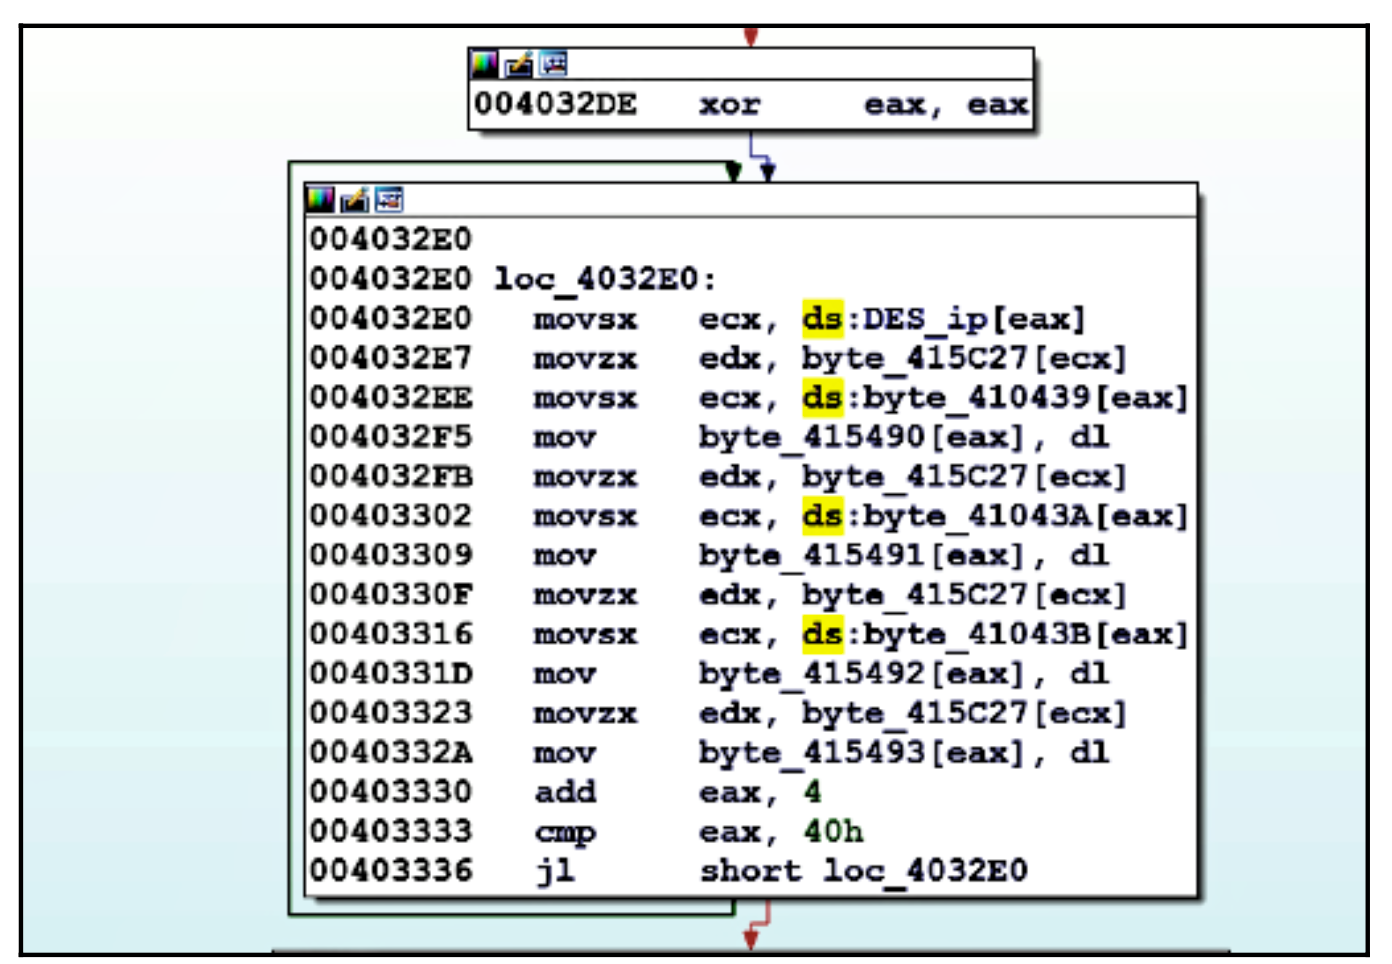 004032DE xor eax, eax
004032E0
004032E0 loc_4032E0:
004032E0 movsx ecx, ds:DES_ip[eax]
004032E7 movzx edx, byte_415C27[ecx]
004032EE movsx ecx, ds:byte_410439[eax]
004032F5 mov byte_415490[eax], dl
004032FB movzx edx, byte_415C27[ecx]
00403302 movsx ecx, ds:byte_41043A[eax]
00403309 mov byte_415491[eax], dl
0040330F movzx edx, byte_415C27[ecx]
00403316 movsx ecx, ds:byte_41043B[eax]
0040331D mov byte_415492[eax], dl
00403323 movzx edx, byte_415C27[ecx]
0040332A mov byte_415493[eax], dl
00403330 add eax, 4
00403333 cmp eax, 40h
00403336 jl short loc_4032E0